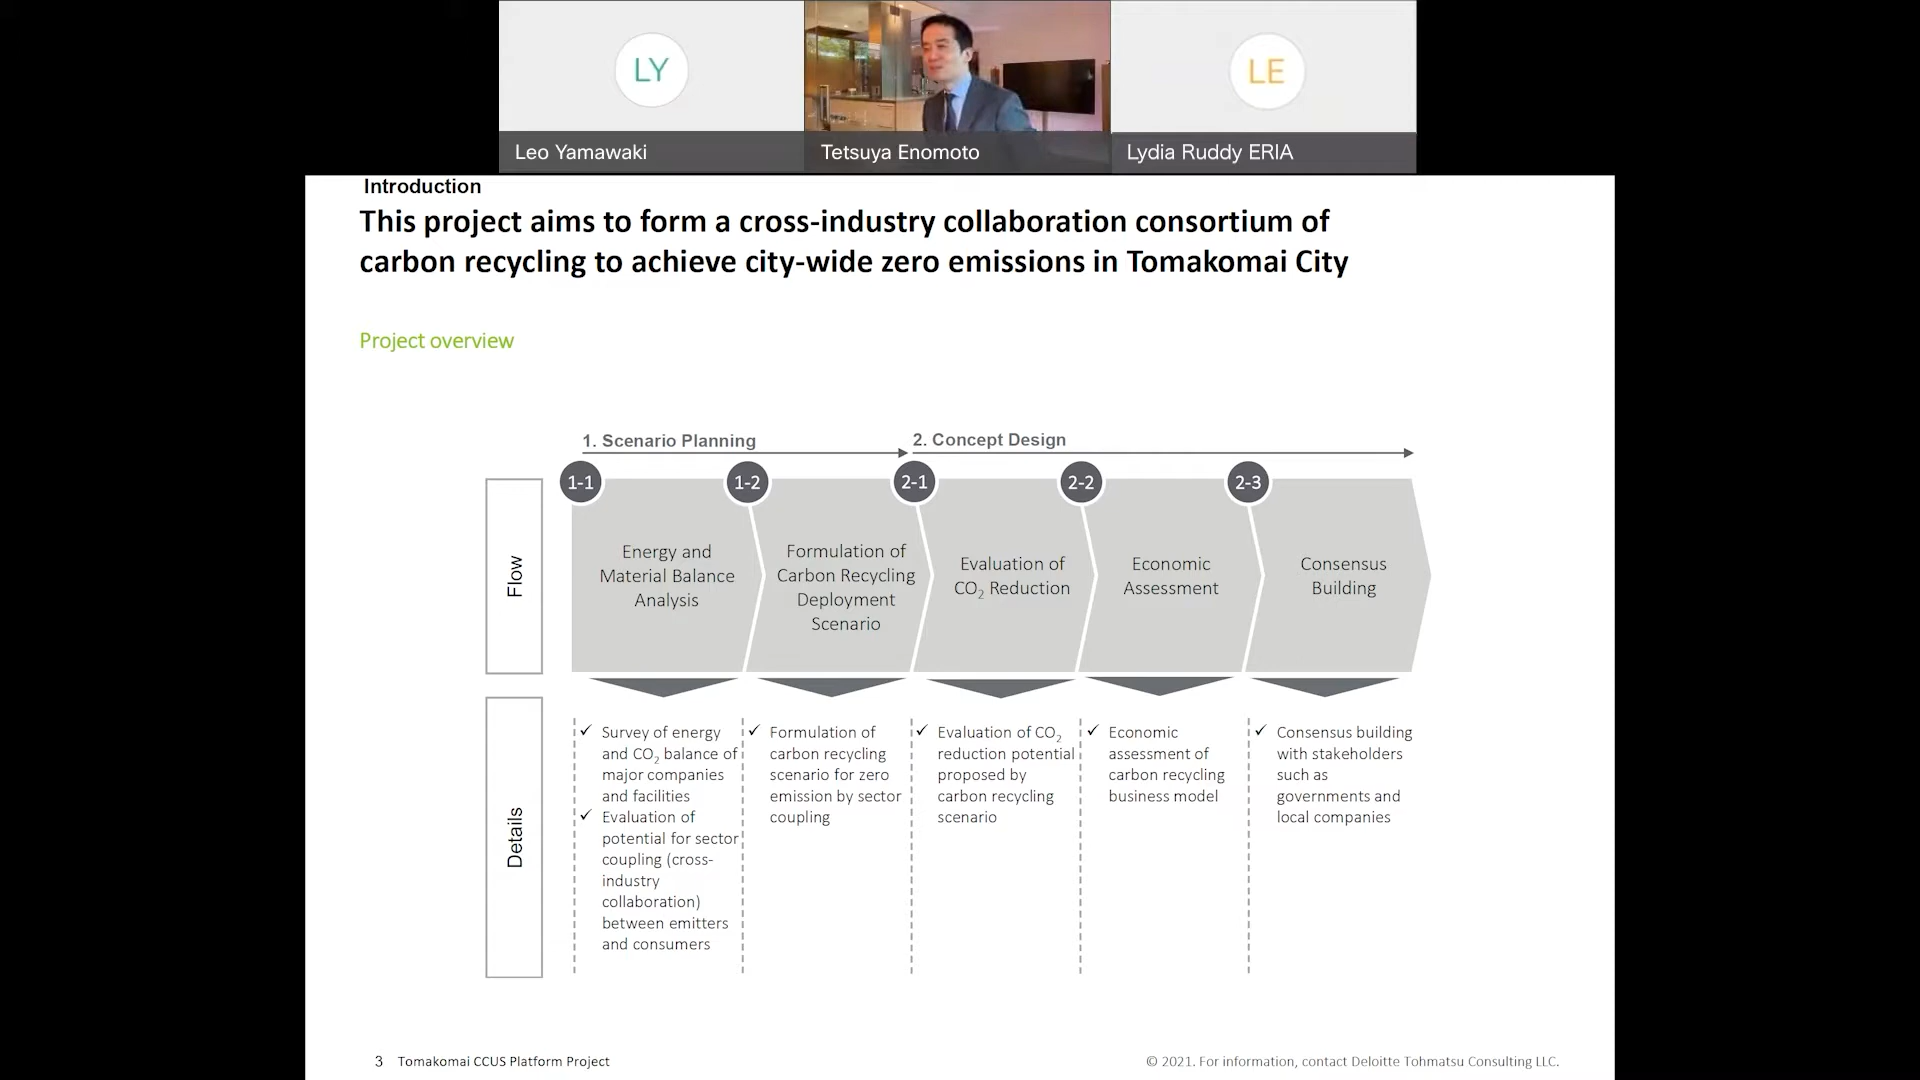 LY
LE
Leo Yamawaki
Tetsuya Enomoto
Lydia Ruddy ERIA
Introduction
This project aims to form a cross-industry collaboration consortium of
carbon recycling to achieve city-wide zero emissions in Tomakomai City
Project overview
1. Scenario Planning
2. Concept Design
1-1
1-2
2-1
2-2
2-3
Flow
Energy and
Material Balance
Analysis
Formulation of
Carbon Recycling
Deployment
Scenario
Evaluation of
CO₂ Reduction
Economic
Assessment
Consensus
Building
Details
✓ Survey of energy
and CO₂ balance of
major companies
and facilities
✓ Evaluation of
potential for sector
coupling (cross-
industry
collaboration)
between emitters
and consumers
✓ Formulation of
carbon recycling
scenario for zero
emission by sector
coupling
✓ Evaluation of CO₂
reduction potential
proposed by
carbon recycling
scenario
✓ Economic
assessment of
carbon recycling
business model
✓ Consensus building
with stakeholders
such as
governments and
local companies
3 Tomakomai CCUS Platform Project
© 2021. For information, contact Deloitte Tohmatsu Consulting LLC.